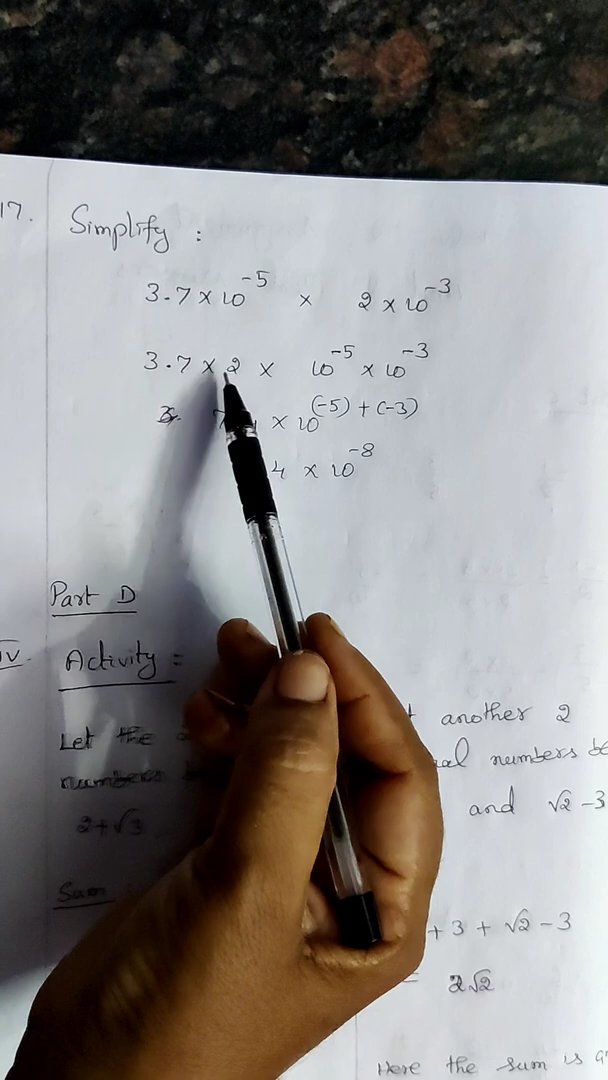 17. Simplify :
3.7 × 10⁻⁵ × 2 × 10⁻³
3.7 × 2 × 10⁻⁵ × 10⁻³
× 10⁽⁻⁵⁾ ⁺ ⁽⁻³⁾
4 × 10⁻⁸
Part D
IV. Activity :
Let the another 2
numbers numbers be
2+√3 and √2 -3
Sum
+ 3 + √2 - 3
= 2√2
Here the sum is